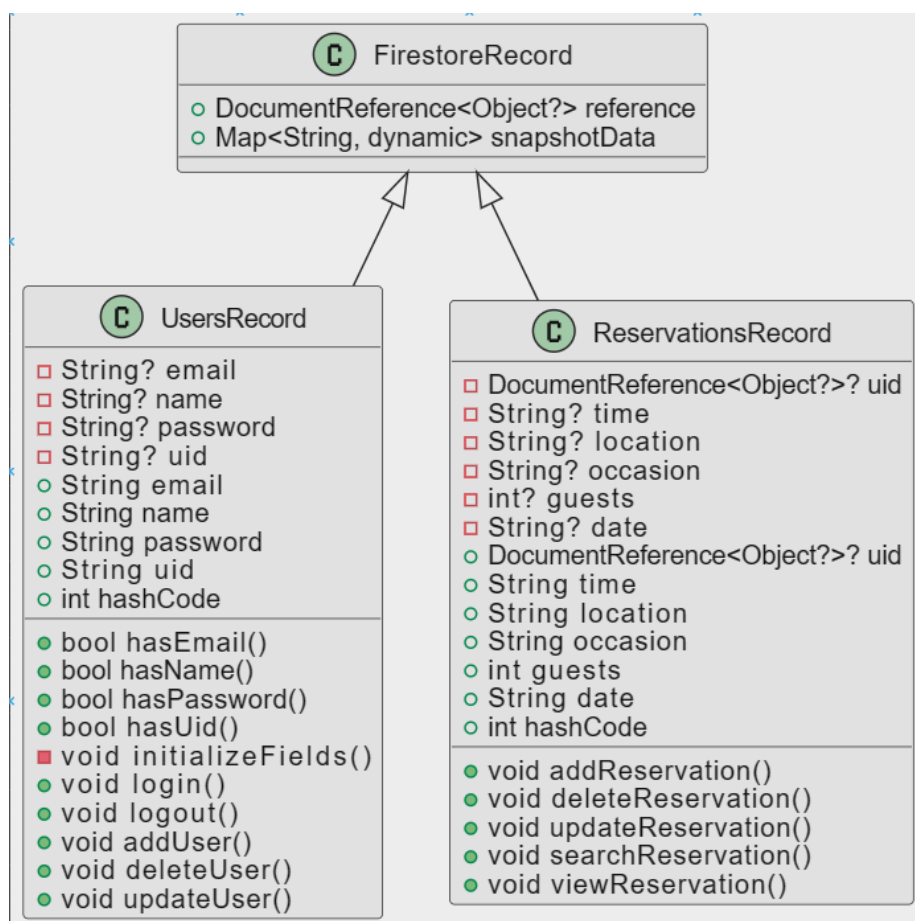 C FirestoreRecord
DocumentReference<Object?> reference
Map<String, dynamic> snapshotData
C UsersRecord
String? email
String? name
String? password
String? uid
String email
String name
String password
String uid
int hashCode
bool hasEmail()
bool hasName()
bool hasPassword()
bool hasUid()
void initializeFields()
void login()
void logout()
void addUser()
void deleteUser()
void updateUser()
C ReservationsRecord
DocumentReference<Object?>? uid
String? time
String? location
String? occasion
int? guests
String? date
DocumentReference<Object?>? uid
String time
String location
String occasion
int guests
String date
int hashCode
void addReservation()
void deleteReservation()
void updateReservation()
void searchReservation()
void viewReservation()